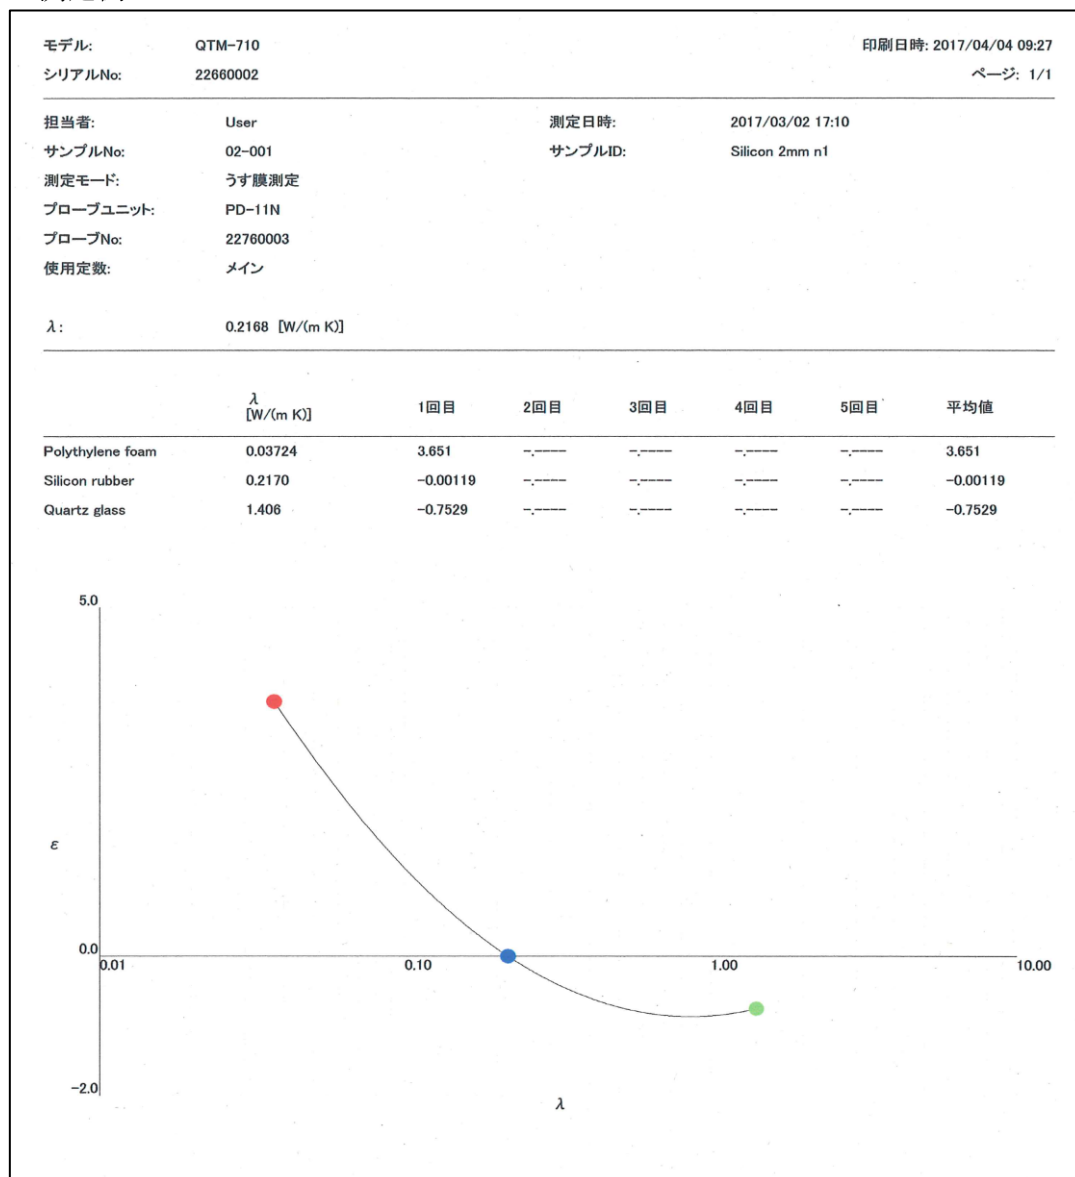 モデル: QTM-710 印刷日時: 2017/04/04 09:27
シリアルNo: 22660002 ページ: 1/1
担当者: User 測定日時: 2017/03/02 17:10
サンプルNo: 02-001 サンプルID: Silicon 2mm n1
測定モード: うす膜測定
プローブユニット: PD-11N
プローブNo: 22760003
使用定数: メイン
λ: 0.2168 [W/(m K)]
λ
[W/(m K)] 1回目 2回目 3回目 4回目 5回目 平均値
Polythylene foam 0.03724 3.651 -.---- -.---- -.---- -.---- 3.651
Silicon rubber 0.2170 -0.00119 -.---- -.---- -.---- -.---- -0.00119
Quartz glass 1.406 -0.7529 -.---- -.---- -.---- -.---- -0.7529
5.0
ε
0.0
0.01 0.10 1.00 10.00
-2.0
λ